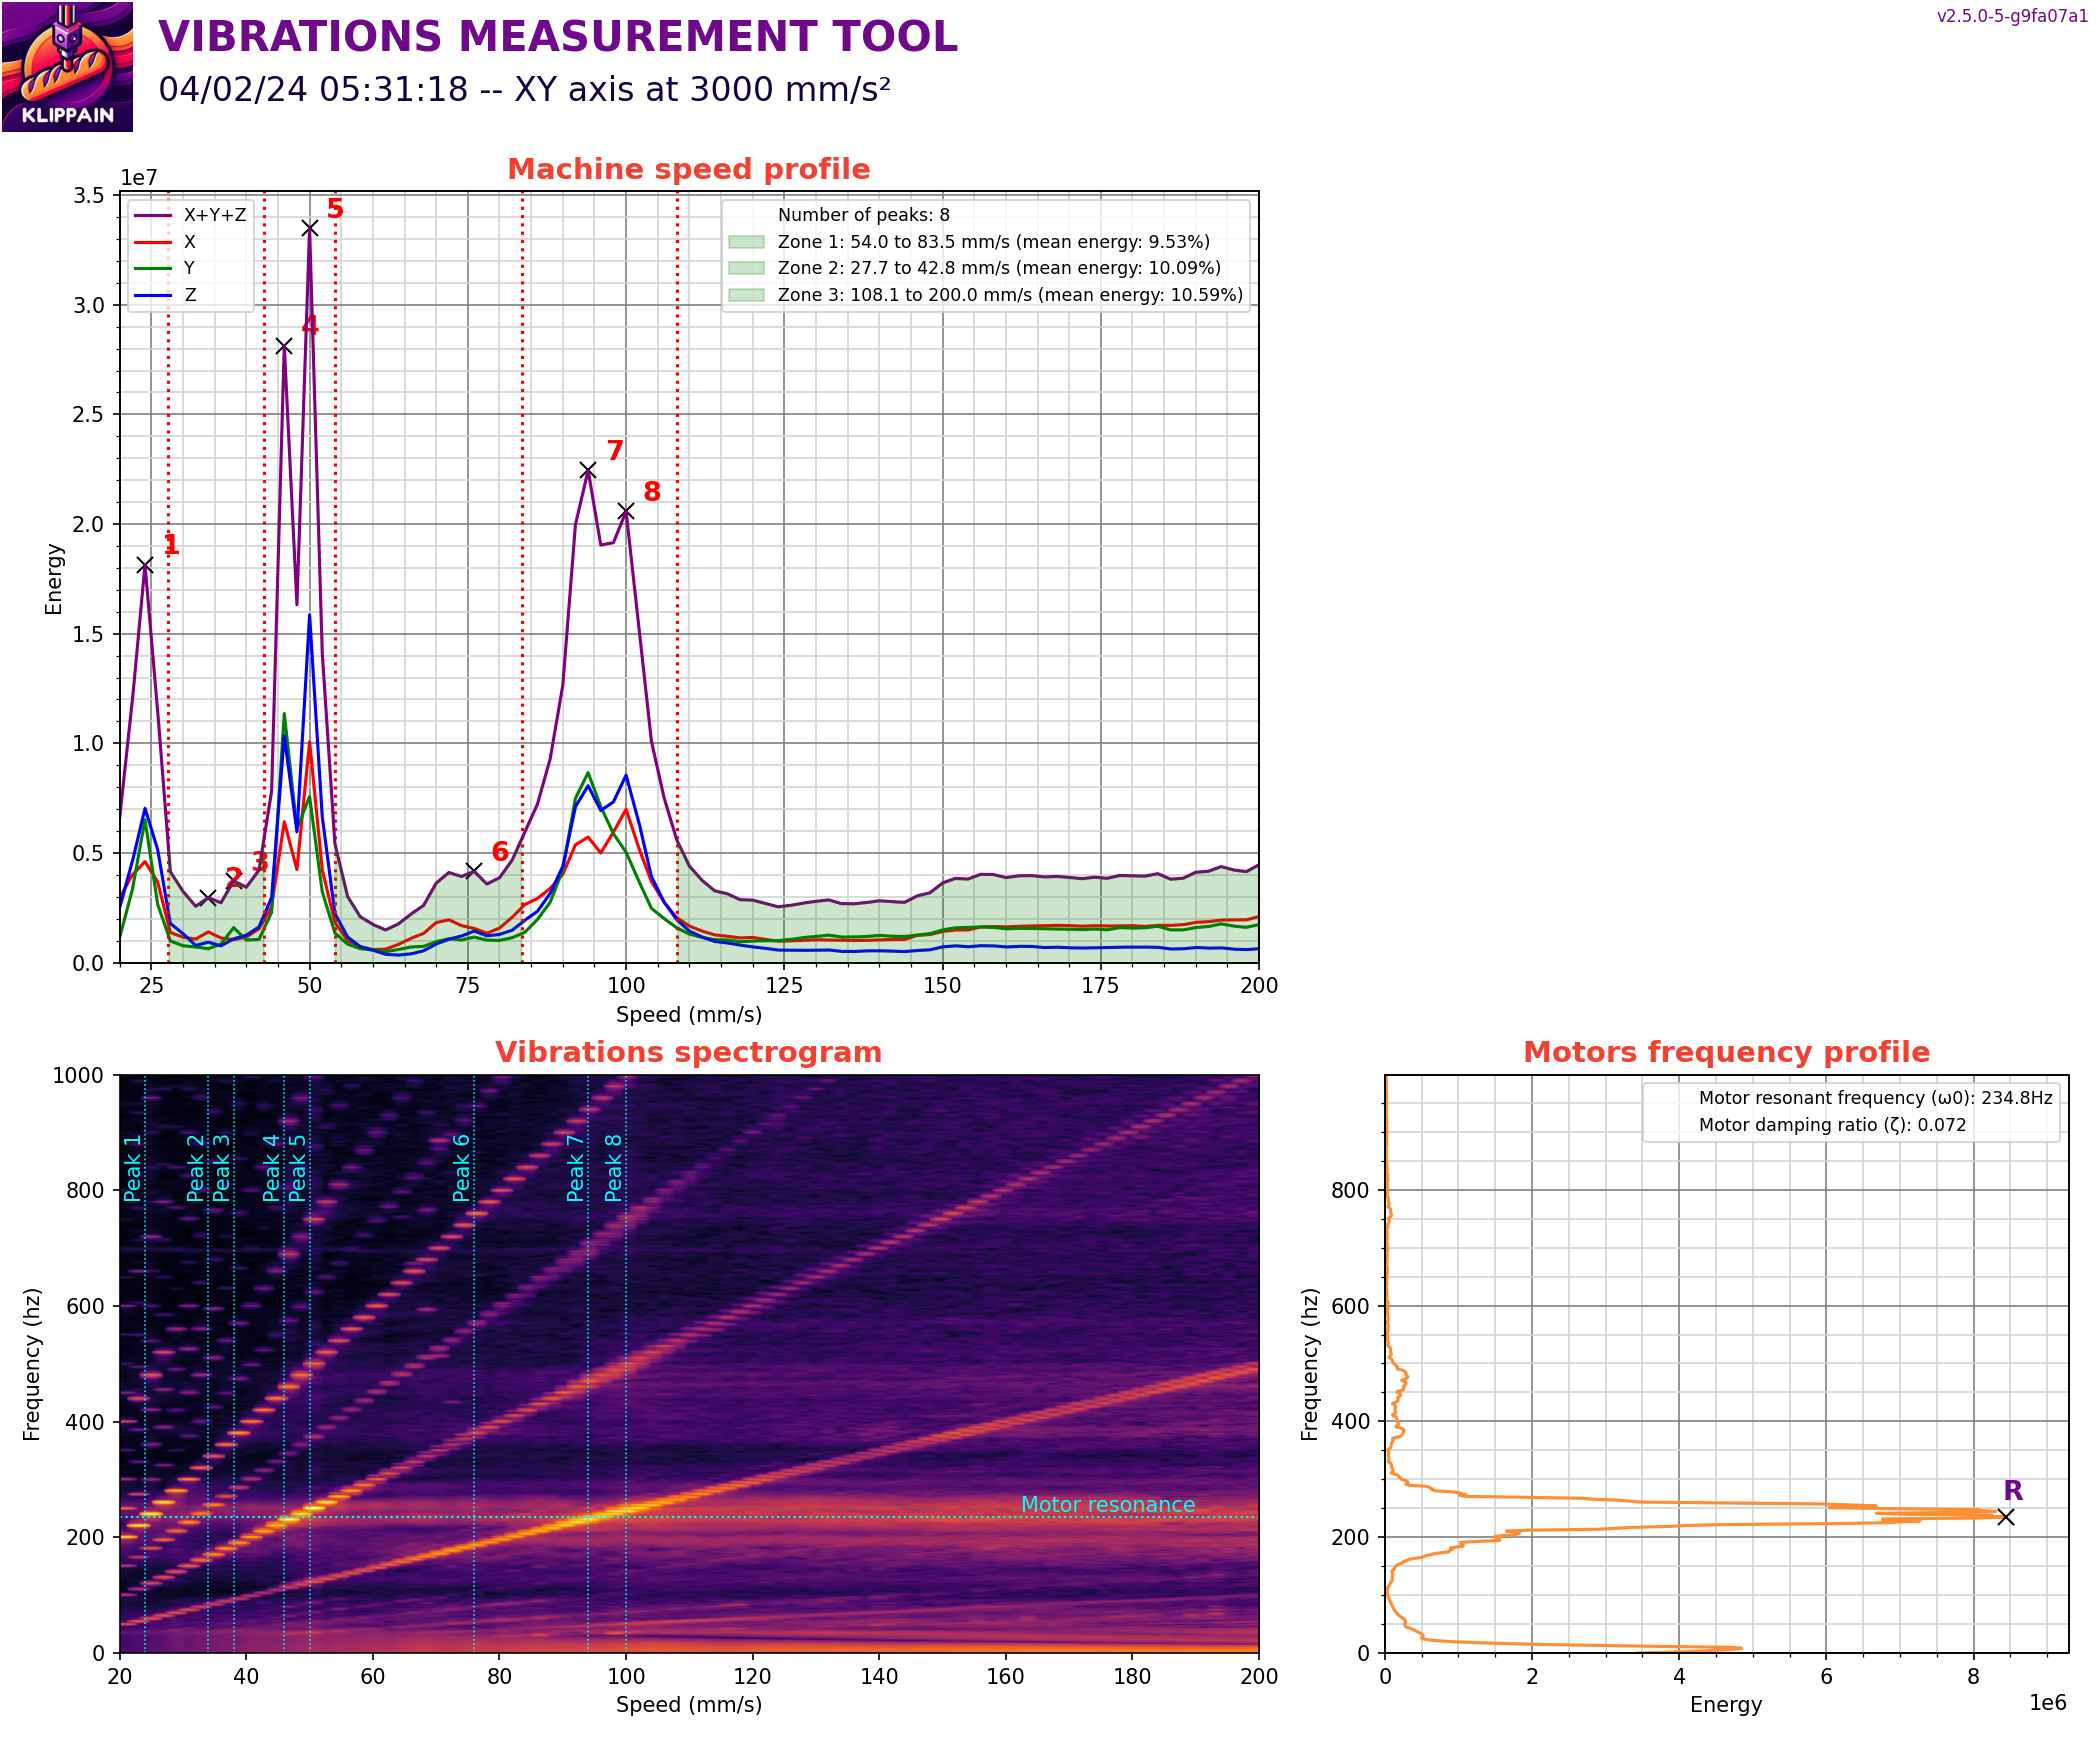 KLIPPAIN
VIBRATIONS MEASUREMENT TOOL
04/02/24 05:31:18 -- XY axis at 3000 mm/s²
v2.5.0-5-g9fa07a1
Machine speed profile
1e7
X+Y+Z
X
Y
Z
Number of peaks: 8
Zone 1: 54.0 to 83.5 mm/s (mean energy: 9.53%)
Zone 2: 27.7 to 42.8 mm/s (mean energy: 10.09%)
Zone 3: 108.1 to 200.0 mm/s (mean energy: 10.59%)
1
2
3
4
5
6
7
8
3.5
3.0
2.5
2.0
1.5
1.0
0.5
0.0
Energy
25 50 75 100 125 150 175 200
Speed (mm/s)
Vibrations spectrogram
1000
800
600
400
200
0
Frequency (hz)
Peak 1
Peak 2
Peak 3
Peak 4
Peak 5
Peak 6
Peak 7
Peak 8
Motor resonance
20 40 60 80 100 120 140 160 180 200
Speed (mm/s)
Motors frequency profile
Motor resonant frequency (ω0): 234.8Hz
Motor damping ratio (ζ): 0.072
R
800
600
400
200
0
Frequency (hz)
0 2 4 6 8
Energy
1e6